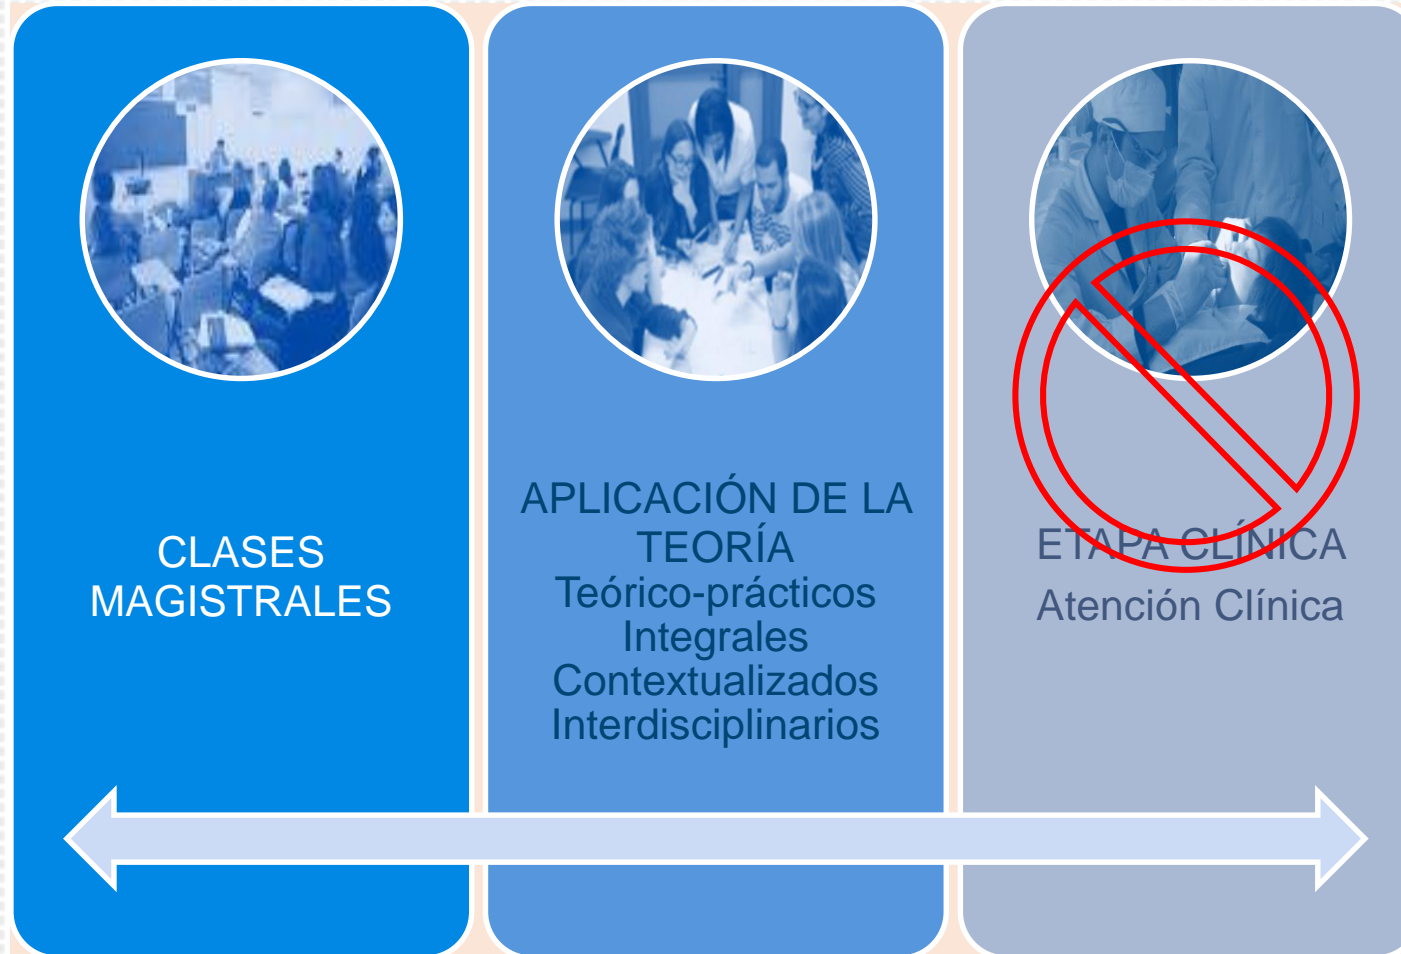 CLASES
MAGISTRALES
APLICACIÓN DE LA
TEORÍA
Teórico-prácticos
Integrales
Contextualizados
Interdisciplinarios
ETAPA CLÍNICA
Atención Clínica